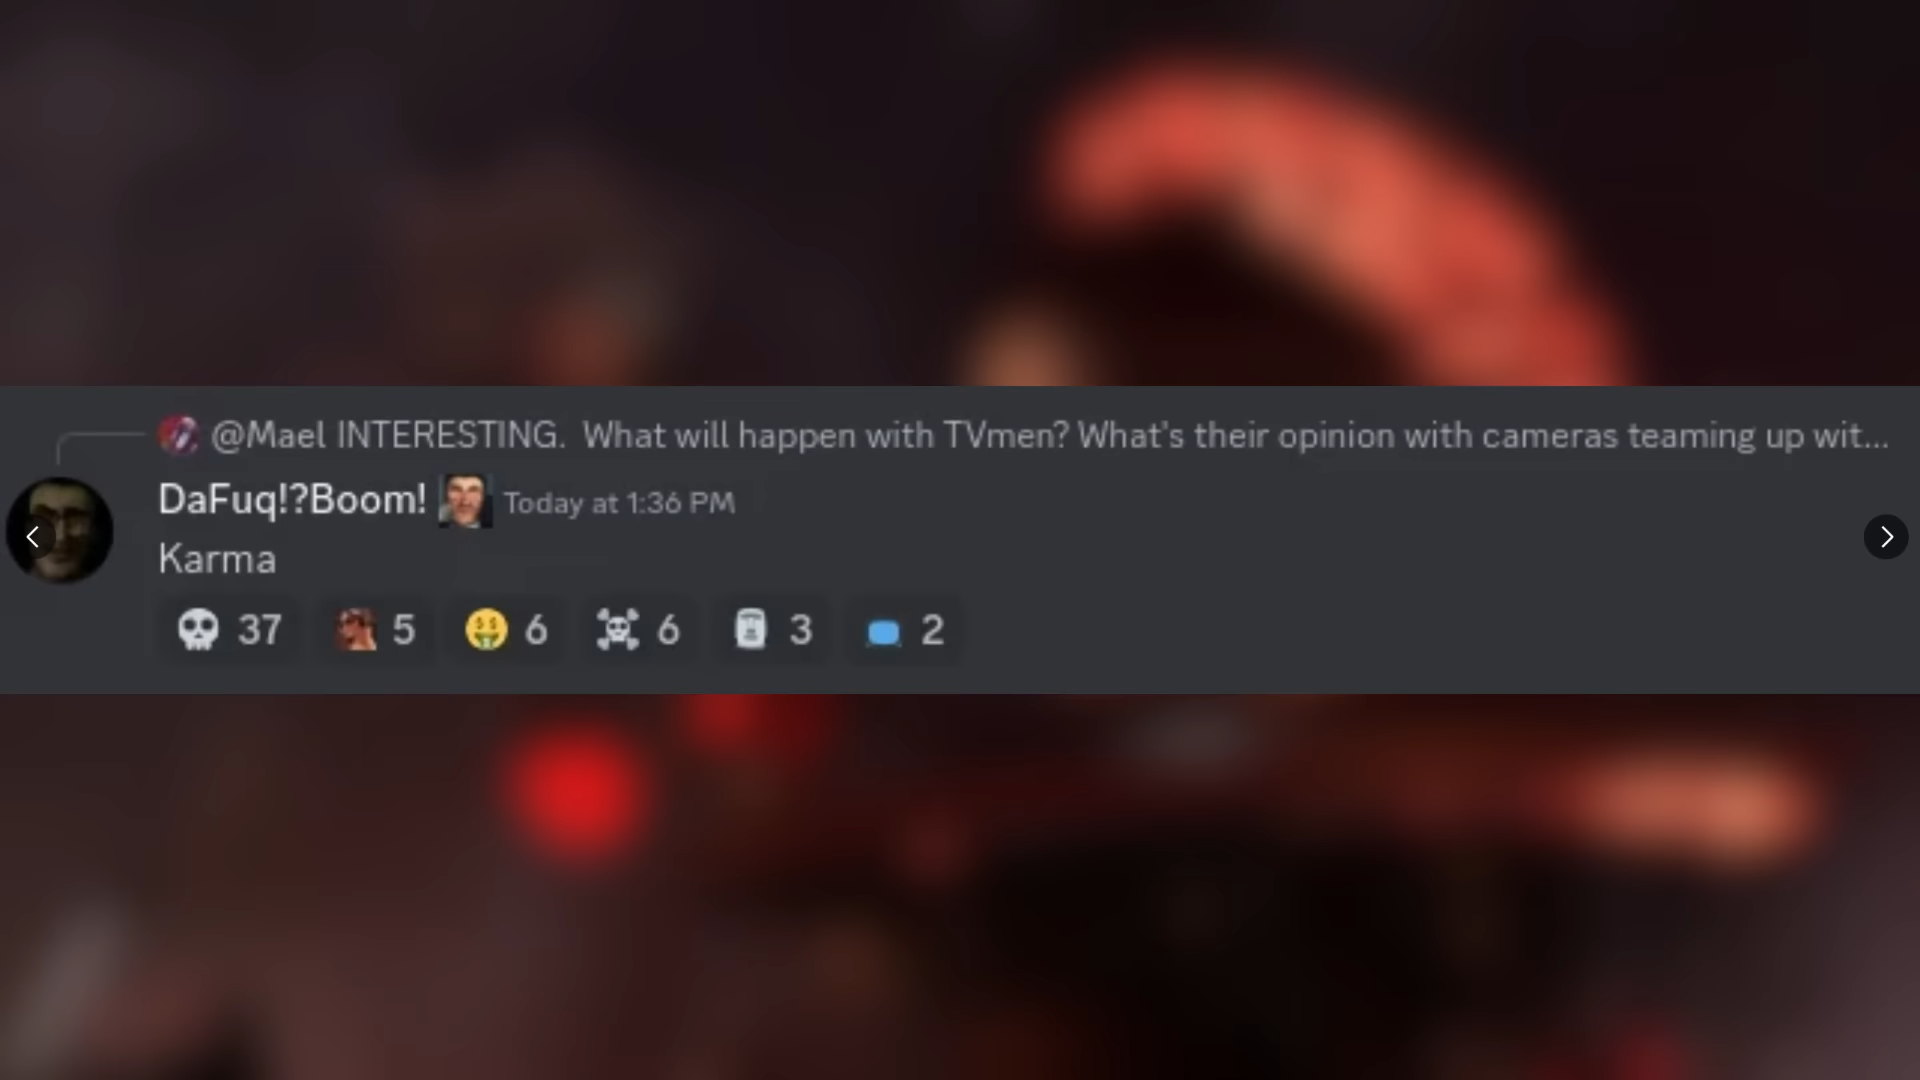 @Mael INTERESTING. What will happen with TVmen? What's their opinion with cameras teaming up wit...
DaFuq!?Boom! Today at 1:36 PM
Karma
37 5 6 6 3 2